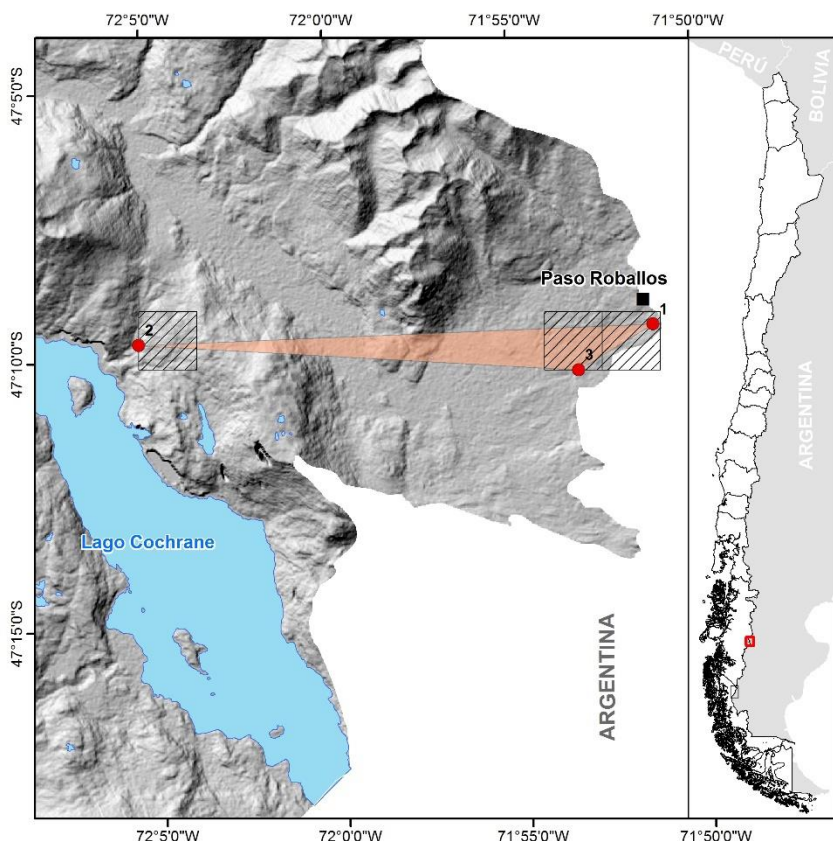 72°5'0"W
72°0'0"W
71°55'0"W
71°50'0"W
47°5'0"S
47°10'0"S
47°15'0"S
PERÚ
BOLIVIA
Paso Roballos
1
2
3
Lago Cochrane
ARGENTINA
ARGENTINA
72°5'0"W
72°0'0"W
71°55'0"W
71°50'0"W